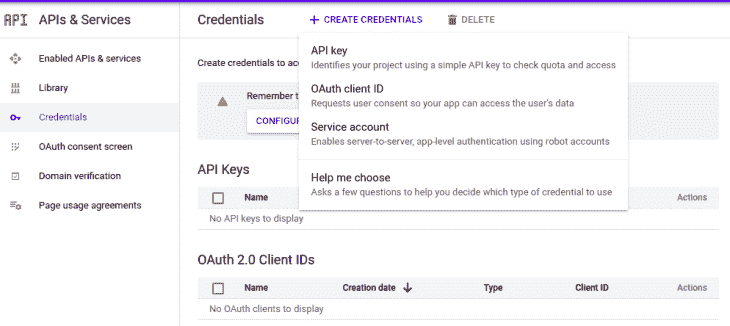 API APIs & Services
Credentials
+ CREATE CREDENTIALS
DELETE
Enabled APIs & services
Library
Credentials
OAuth consent screen
Domain verification
Page usage agreements
Create credentials to acc
Remember t
CONFIGU
API key
Identifies your project using a simple API key to check quota and access
OAuth client ID
Requests user consent so your app can access the user's data
Service account
Enables server-to-server, app-level authentication using robot accounts
Help me choose
Asks a few questions to help you decide which type of credential to use
API Keys
Name Actions
No API keys to display
OAuth 2.0 Client IDs
Name Creation date Type Client ID Actions
No OAuth clients to display